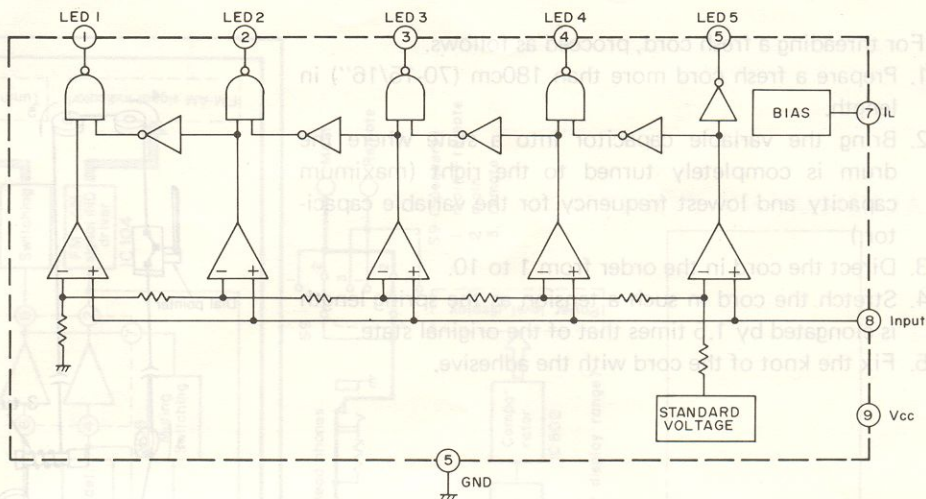 LED 1 LED 2 LED 3 LED 4 LED 5
1 2 3 4 5
For threading a from cord, proceed as follows.
1. Prepare a fresh cord more than 180cm (70-15/16") in
length.
BIAS 7 IL
2. Bring the variable capacitor into a state where the
drum is completely turned to the right (maximum
capacity and lowest frequency for the variable capaci-
tor)
− + − + − + − + − +
3. Direct the cord in the order from 1 to 10.
4. Stretch the cord in such a tension as the spring length
is elongated by 1.5 times that of the original state.
8 Input
5. Fix the knot of the cord with the adhesive.
STANDARD
VOLTAGE
9 Vcc
5
GND